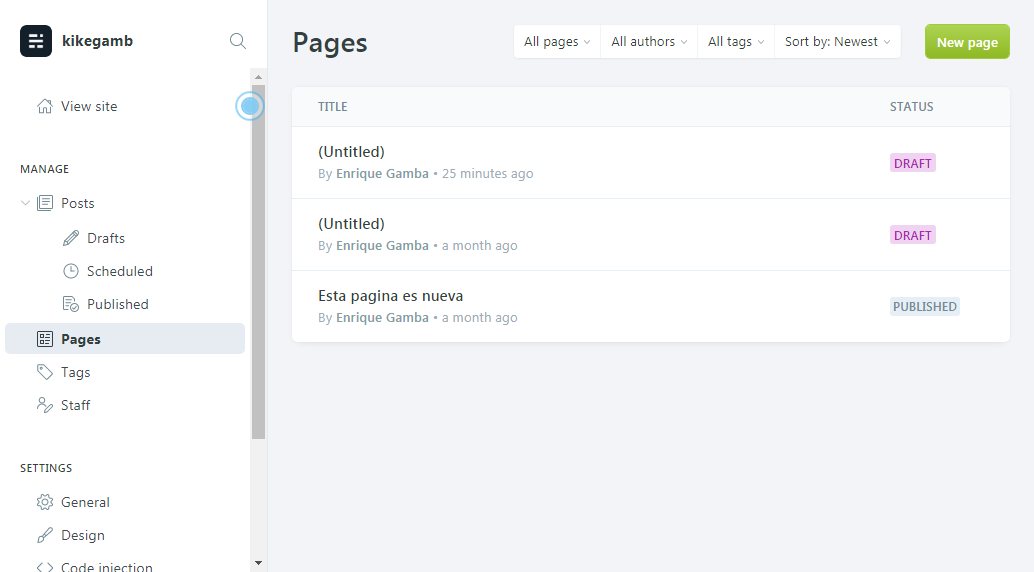 kikegamb
View site
MANAGE
Posts
Drafts
Scheduled
Published
Pages
Tags
Staff
SETTINGS
General
Design
Code injection
Pages
All pages
All authors
All tags
Sort by: Newest
New page
TITLE STATUS
(Untitled)
By Enrique Gamba • 25 minutes ago
DRAFT
(Untitled)
By Enrique Gamba • a month ago
DRAFT
Esta pagina es nueva
By Enrique Gamba • a month ago
PUBLISHED